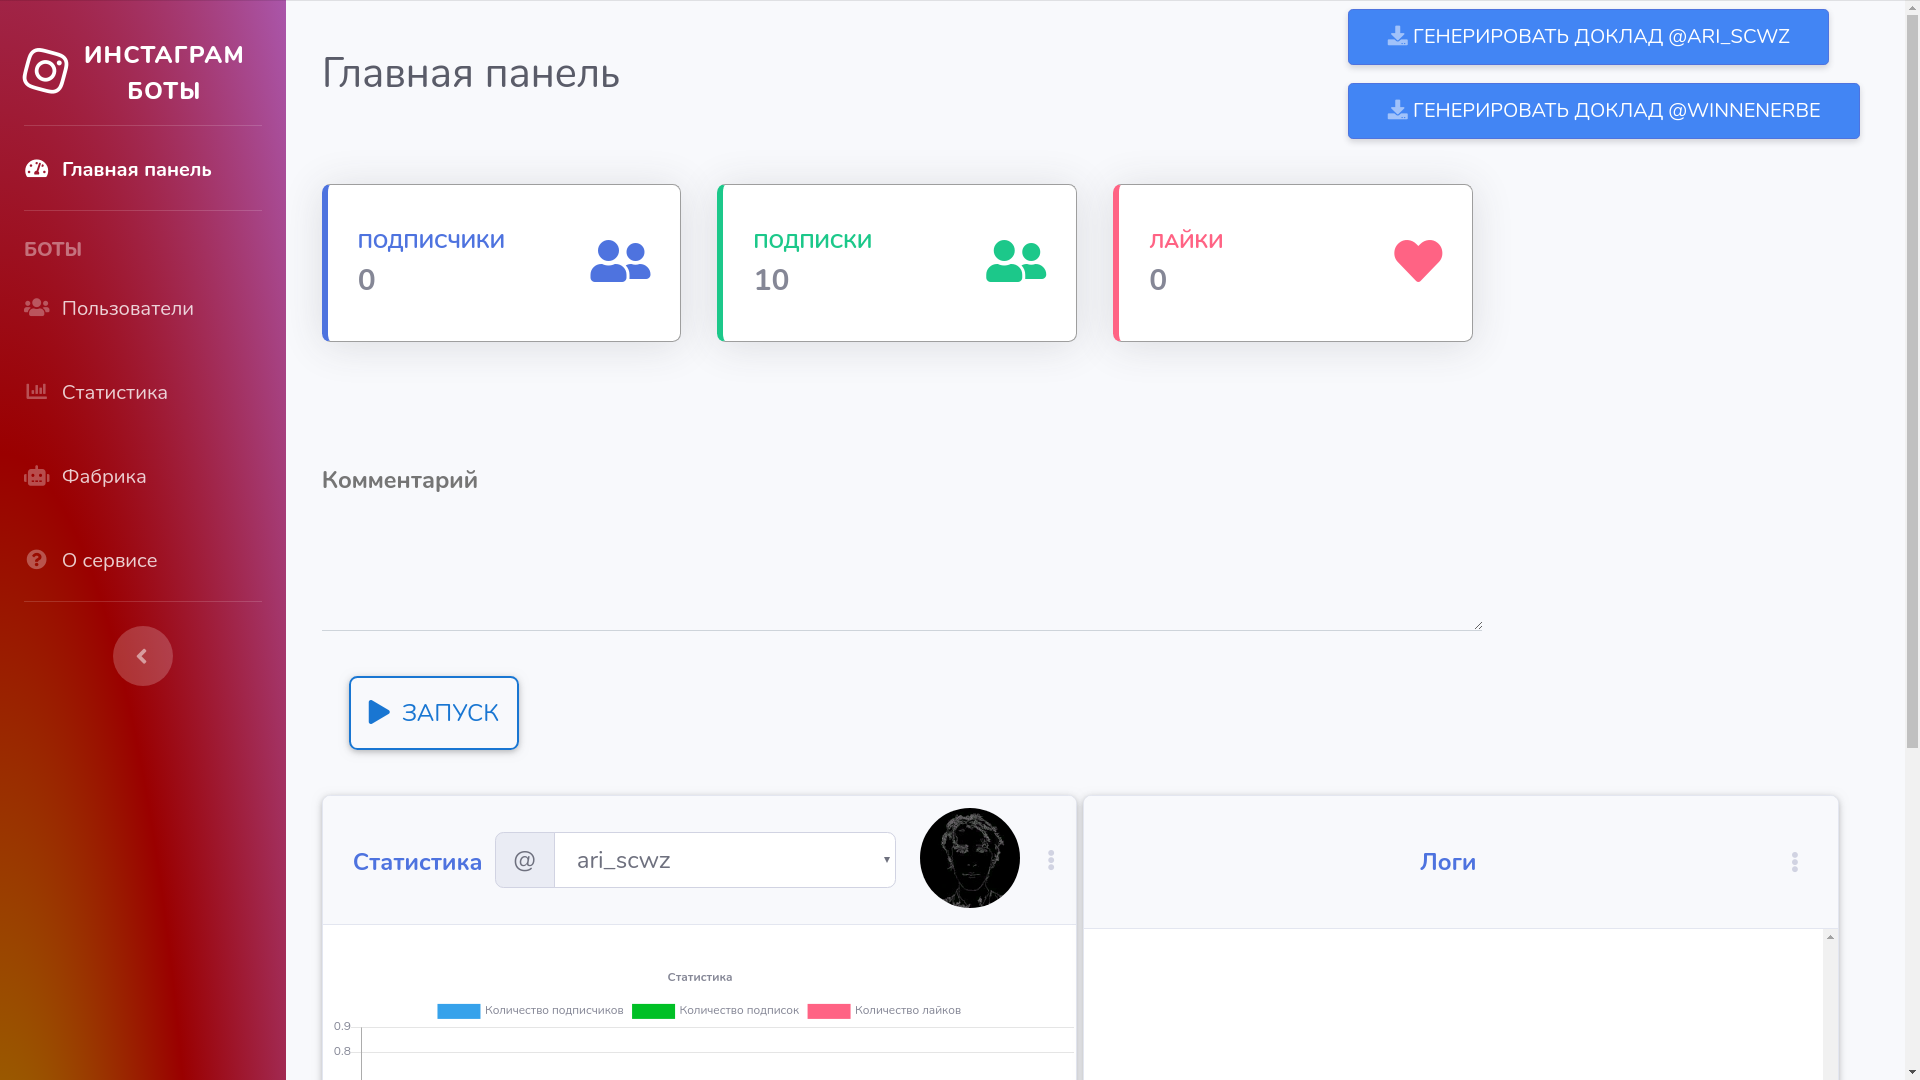 ИНСТАГРАМ
БОТЫ
Главная панель
БОТЫ
Пользователи
Статистика
Фабрика
О сервисе
Главная панель
ГЕНЕРИРОВАТЬ ДОКЛАД @ARI_SCWZ
ГЕНЕРИРОВАТЬ ДОКЛАД @WINNENERBE
ПОДПИСЧИКИ
0
ПОДПИСКИ
10
ЛАЙКИ
0
Комментарий
ЗАПУСК
Статистика
@ ari_scwz
Логи
Статистика
Количество подписчиков Количество подписок Количество лайков
0.9
0.8